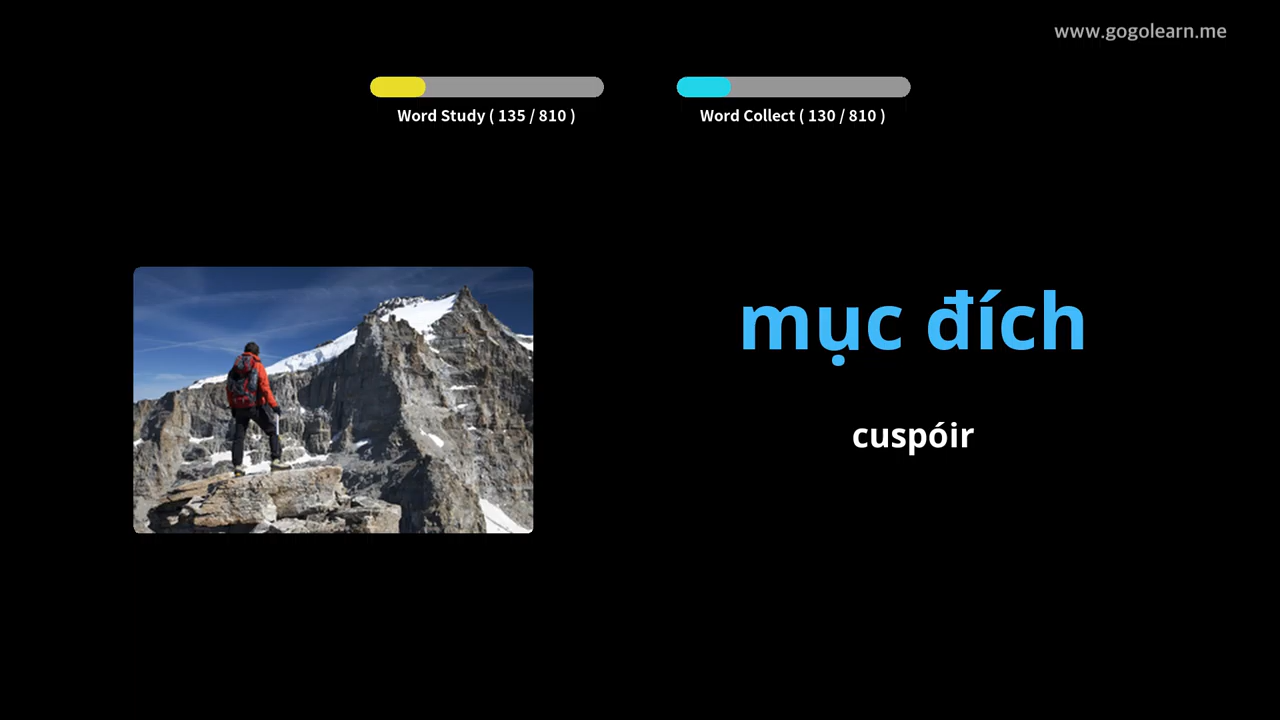 www.gogolearn.me
Word Study ( 135 / 810 )
Word Collect ( 130 / 810 )
mục đích
cuspóir